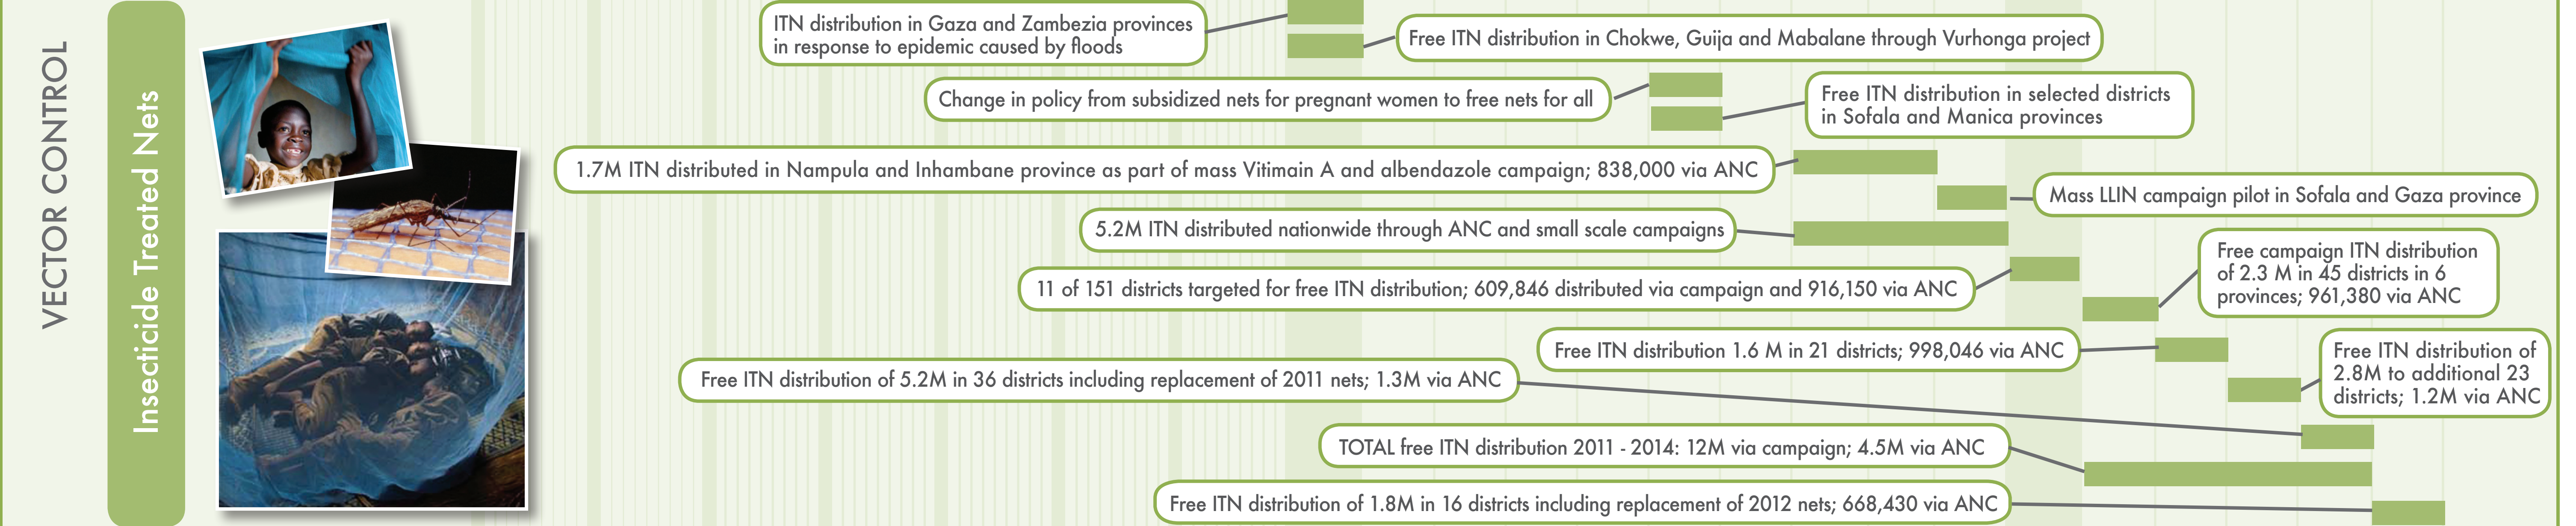 VECTOR CONTROL
Insecticide Treated Nets
ITN distribution in Gaza and Zambezia provinces
in response to epidemic caused by floods
Free ITN distribution in Chokwe, Guija and Mabalane through Vurhonga project
Change in policy from subsidized nets for pregnant women to free nets for all
Free ITN distribution in selected districts
in Sofala and Manica provinces
1.7M ITN distributed in Nampula and Inhambane province as part of mass Vitimain A and albendazole campaign; 838,000 via ANC
Mass LLIN campaign pilot in Sofala and Gaza province
5.2M ITN distributed nationwide through ANC and small scale campaigns
Free campaign ITN distribution
of 2.3 M in 45 districts in 6
provinces; 961,380 via ANC
11 of 151 districts targeted for free ITN distribution; 609,846 distributed via campaign and 916,150 via ANC
Free ITN distribution 1.6 M in 21 districts; 998,046 via ANC
Free ITN distribution of
2.8M to additional 23
districts; 1.2M via ANC
Free ITN distribution of 5.2M in 36 districts including replacement of 2011 nets; 1.3M via ANC
TOTAL free ITN distribution 2011 - 2014: 12M via campaign; 4.5M via ANC
Free ITN distribution of 1.8M in 16 districts including replacement of 2012 nets; 668,430 via ANC